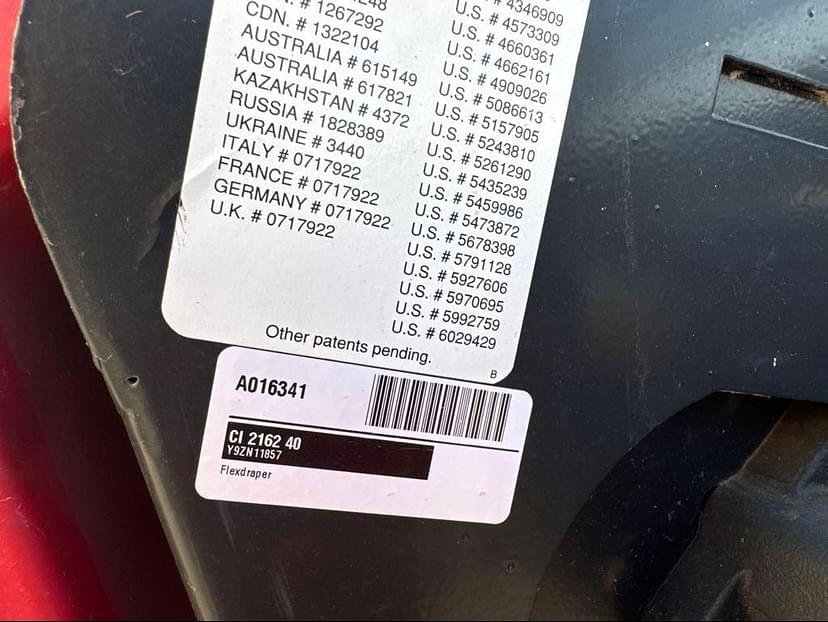 # 1267292
CDN. # 1322104
AUSTRALIA # 615149
AUSTRALIA # 617821
KAZAKHSTAN # 4372
RUSSIA # 1828389
UKRAINE # 3440
ITALY # 0717922
FRANCE # 0717922
GERMANY # 0717922
U.K. # 0717922
# 4346909
U.S. # 4573309
U.S. # 4660361
U.S. # 4662161
U.S. # 4909026
U.S. # 5086613
U.S. # 5157905
U.S. # 5243810
U.S. # 5261290
U.S. # 5435239
U.S. # 5459986
U.S. # 5473872
U.S. # 5678398
U.S. # 5791128
U.S. # 5927606
U.S. # 5970695
U.S. # 5992759
U.S. # 6029429
Other patents pending.
B
A016341
CI 2162 40
Y9ZN11857
Flexdraper